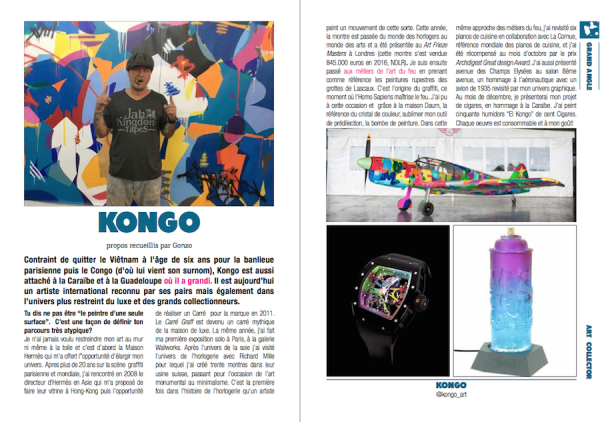 Jah
Kingdom
Tapes
KONGO
propos recueillis par Gonzo
Contraint de quitter le Viêtnam à l'âge de six ans pour la banlieue
parisienne puis le Congo (d'où lui vient son surnom), Kongo est aussi
attaché à la Caraïbe et à la Guadeloupe où il a grandi. Il est aujourd'hui
un artiste international reconnu par ses pairs mais également dans
l'univers plus restreint du luxe et des grands collectionneurs.
Tu dis ne pas être "le peintre d'une seule
surface". C'est une façon de définir ton
parcours très atypique?
Je n'ai jamais voulu restreindre mon art au mur
ni même à la toile et c'est d'abord la Maison
Hermès qui m'a offert l'opportunité d'élargir mon
univers. Apres plus de 20 ans sur la scène graffiti
parisienne et mondiale, j'ai rencontré en 2008 le
directeur d'Hermès en Asie qui m'a proposé de
faire leur vitrine à Hong-Kong puis l'opportunité
de réaliser un Carré pour la marque en 2011.
Le Carré Graff est devenu un carré mythique
de la maison de luxe. La même année, j'ai fait
ma première exposition solo à Paris, à la galerie
Wallworks. Après l'univers de la soie j'ai visité
l'univers de l'horlogerie avec Richard Mille
pour lequel j'ai créé trente montres dans leur
usine suisse, passant pour l'occasion de l'art
monumental au minimalisme. C'est la première
fois dans l'histoire de l'horlogerie qu'un artiste
peint un mouvement de cette sorte. Cette année,
la montre est passée du monde des horlogers au
monde des arts et a été présentée au Art Frieze
Masters à Londres (cette montre s'est vendue
845.000 euros en 2016, NDLR). Je suis ensuite
passé aux métiers de l'art du feu en prenant
comme référence les peintures rupestres des
grottes de Lascaux. C'est l'origine du graffiti, ce
moment où l'Homo Sapiens maîtrise le feu. J'ai pu
à cette occasion et grâce à la maison Daum, la
référence du cristal de couleur, sublimer mon outil
de prédilection, la bombe de peinture. Dans cette
même approche des métiers du feu, j'ai revisité six
pianos de cuisine en collaboration avec La Cornue,
référence mondiale des pianos de cuisine, et j'ai
été récompensé au mois d'octobre par le prix
Archidigest Great design Award. J'ai aussi présenté
avenue des Champs Elysées au salon 8ème
avenue, un hommage à l'aéronautique avec un
avion de 1935 revisité par mon univers graphique.
Au mois de décembre, je présenterai mon projet
de cigares, en hommage à la Caraïbe. J'ai peint
cinquante humidors "El Kongo" de cent Cigares.
Chaque oeuvre est consommable et à mon goût!
KONGO
@kongo_art
GRAND ANGLE
ART COLLECTOR